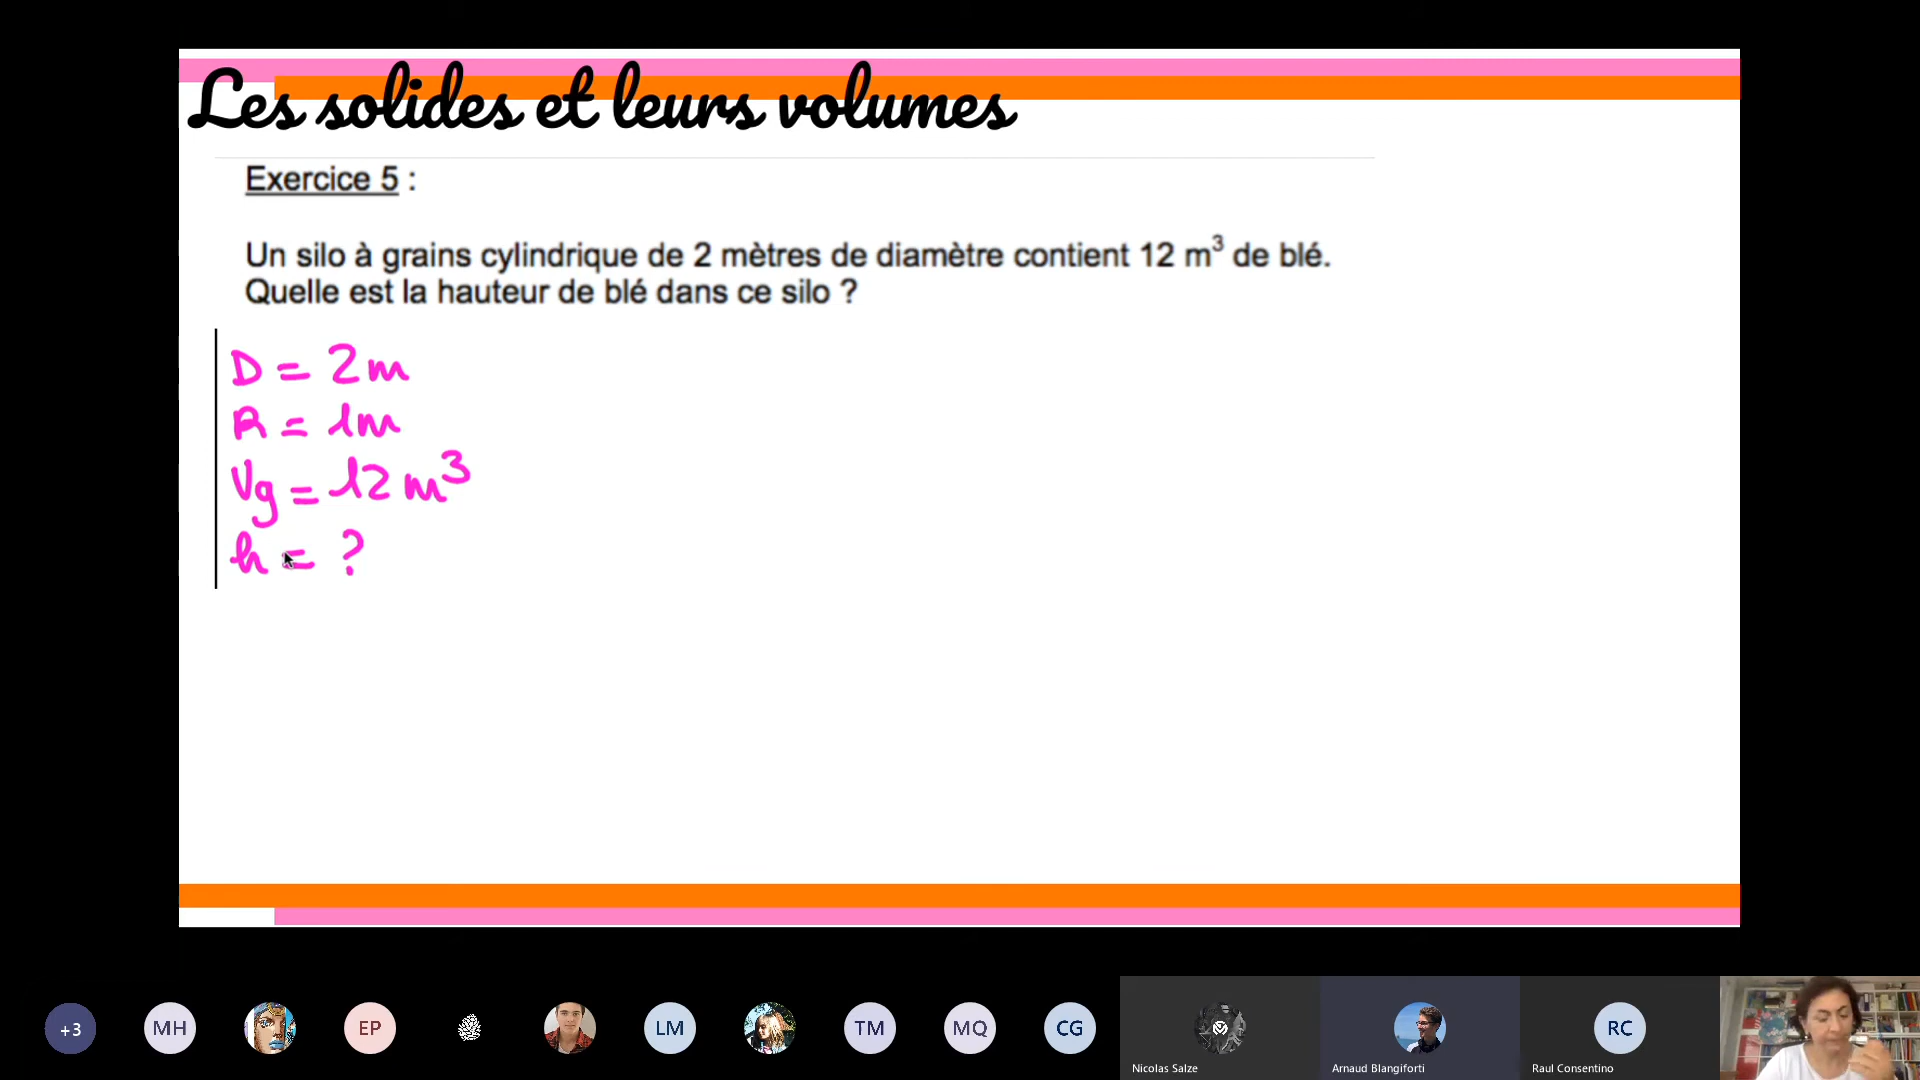 Les solides et leurs volumes
Exercice 5 :
Un silo à grains cylindrique de 2 mètres de diamètre contient 12 m³ de blé.
Quelle est la hauteur de blé dans ce silo ?
D = 2m
R = 1m
Vg = 12 m³
h = ?
+3
MH
EP
LM
TM
MQ
CG
RC
Nicolas Salze
Arnaud Blangiforti
Raul Consentino